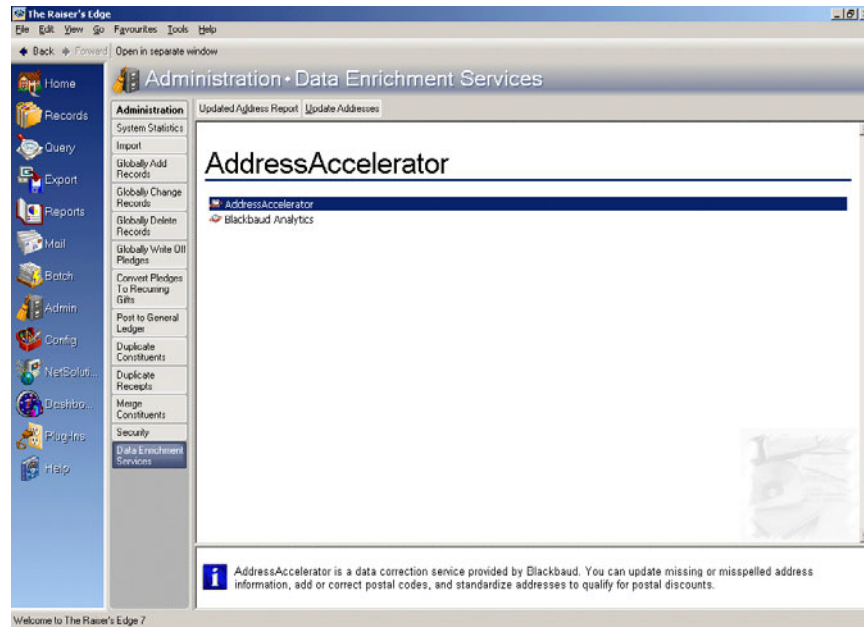 The Raiser's Edge
File Edit View Go Favourites Tools Help
Back Forward Open in separate window
Administration • Data Enrichment Services
Home
Records
Query
Export
Reports
Mail
Batch
Admin
Config
NetSoluti...
Dashbo...
Plug-Ins
Help
Administration
System Statistics
Import
Globally Add
Records
Globally Change
Records
Globally Delete
Records
Globally Write Off
Pledges
Convert Pledges
To Recurring
Gifts
Post to General
Ledger
Duplicate
Constituents
Duplicate
Receipts
Merge
Constituents
Security
Data Enrichment
Services
Updated Address Report Update Addresses
AddressAccelerator
AddressAccelerator
Blackbaud Analytics
AddressAccelerator is a data correction service provided by Blackbaud. You can update missing or misspelled address
information, add or correct postal codes, and standardize addresses to qualify for postal discounts.
Welcome to The Raiser's Edge 7